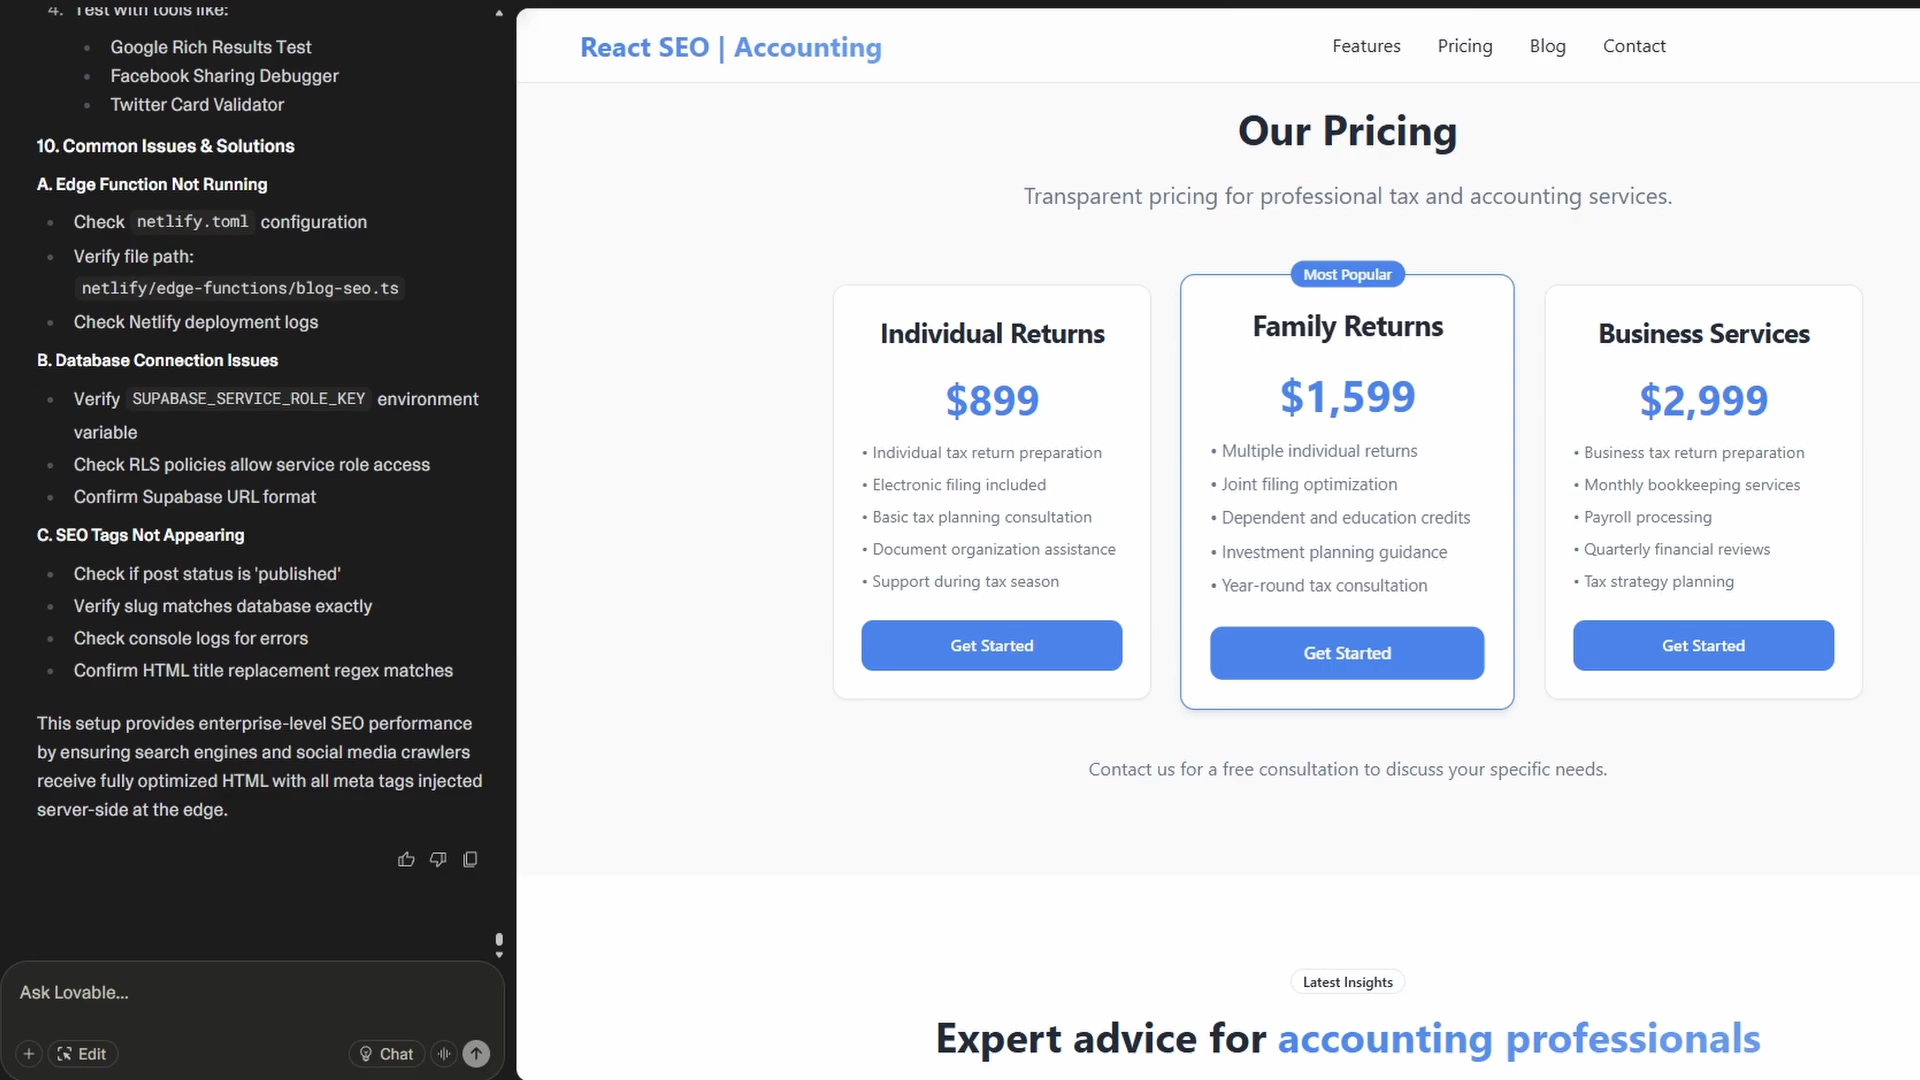 4. Test with tools like:
• Google Rich Results Test
• Facebook Sharing Debugger
• Twitter Card Validator
10. Common Issues & Solutions
A. Edge Function Not Running
• Check netlify.toml configuration
• Verify file path:
netlify/edge-functions/blog-seo.ts
• Check Netlify deployment logs
B. Database Connection Issues
• Verify SUPABASE_SERVICE_ROLE_KEY environment
variable
• Check RLS policies allow service role access
• Confirm Supabase URL format
C. SEO Tags Not Appearing
• Check if post status is 'published'
• Verify slug matches database exactly
• Check console logs for errors
• Confirm HTML title replacement regex matches
This setup provides enterprise-level SEO performance
by ensuring search engines and social media crawlers
receive fully optimized HTML with all meta tags injected
server-side at the edge.
Ask Lovable...
Edit
Chat
React SEO | Accounting
Features
Pricing
Blog
Contact
Our Pricing
Transparent pricing for professional tax and accounting services.
Individual Returns
$899
• Individual tax return preparation
• Electronic filing included
• Basic tax planning consultation
• Document organization assistance
• Support during tax season
Get Started
Most Popular
Family Returns
$1,599
• Multiple individual returns
• Joint filing optimization
• Dependent and education credits
• Investment planning guidance
• Year-round tax consultation
Get Started
Business Services
$2,999
• Business tax return preparation
• Monthly bookkeeping services
• Payroll processing
• Quarterly financial reviews
• Tax strategy planning
Get Started
Contact us for a free consultation to discuss your specific needs.
Latest Insights
Expert advice for accounting professionals